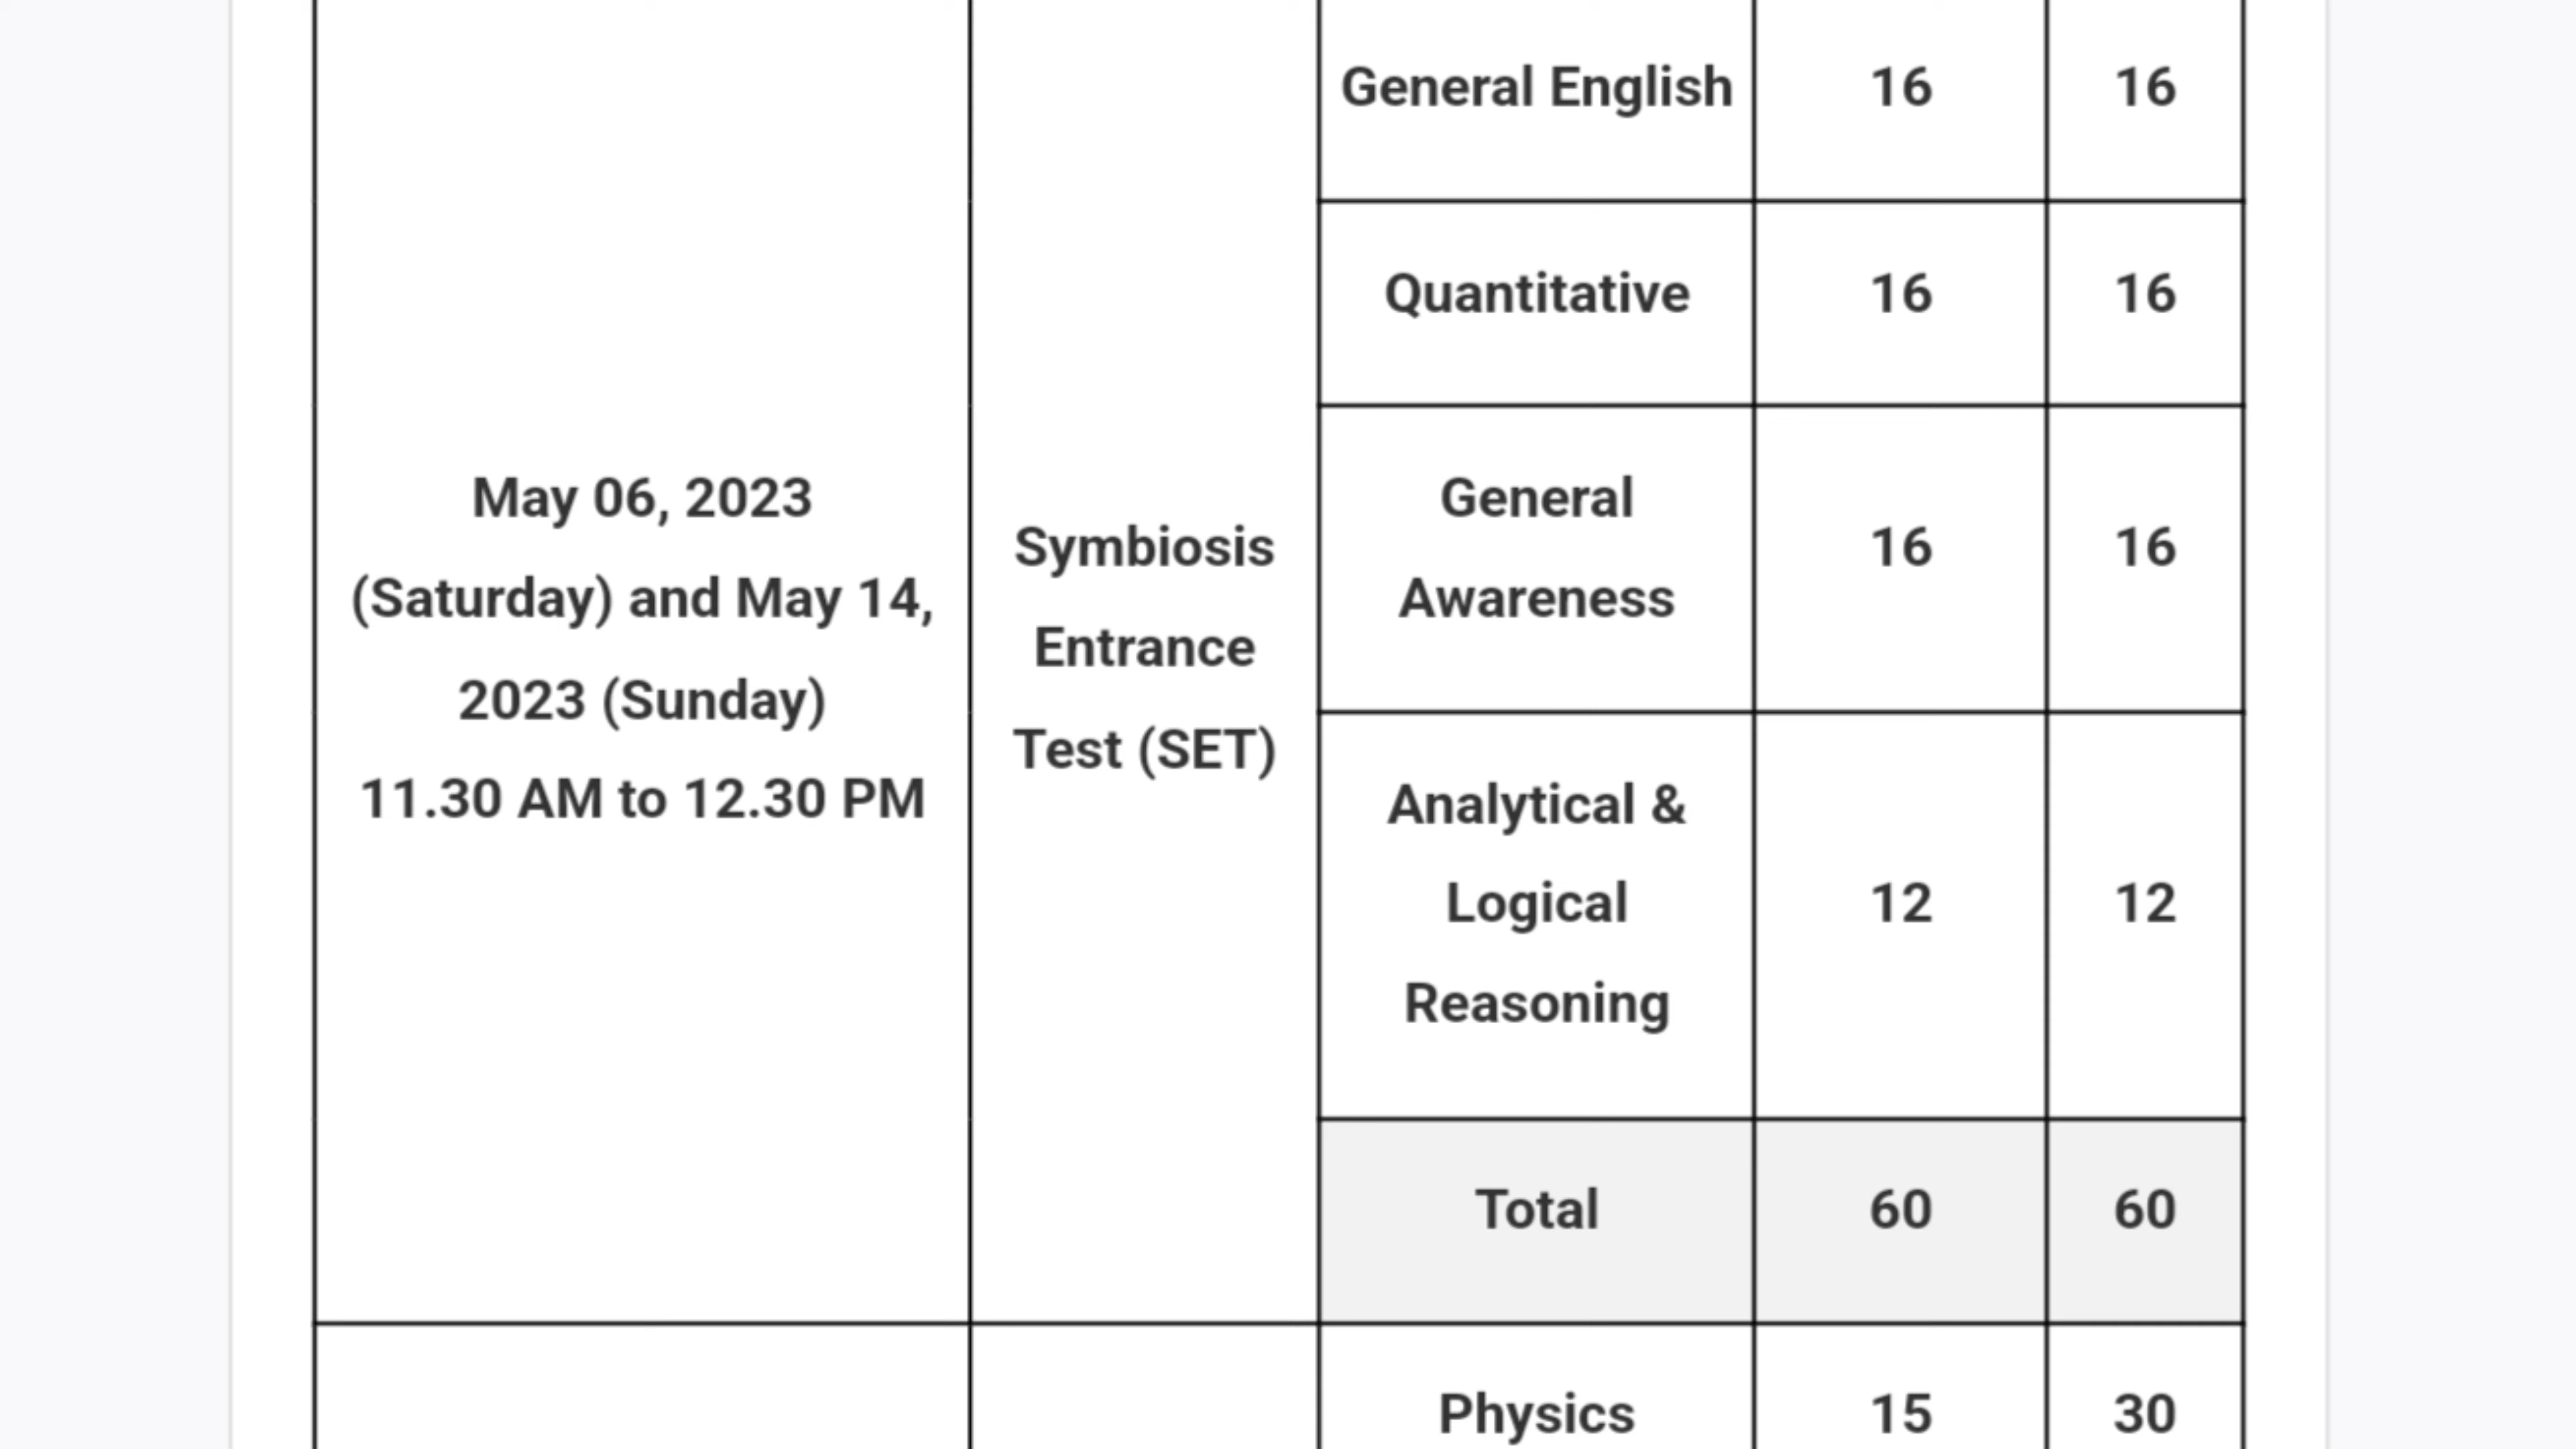 General English 16 16
Quantitative 16 16
May 06, 2023
(Saturday) and May 14,
2023 (Sunday)
11.30 AM to 12.30 PM
Symbiosis
Entrance
Test (SET)
General
Awareness
16 16
Analytical &
Logical
Reasoning
12 12
Total 60 60
Physics 15 30